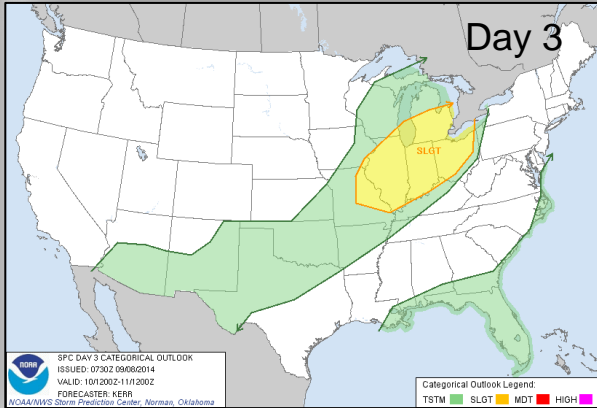 Day 3
SLGT
NOAA
SPC DAY 3 CATEGORICAL OUTLOOK
ISSUED: 0730Z 09/08/2014
VALID: 10/1200Z-11/1200Z
FORECASTER: KERR
NOAA/NWS Storm Prediction Center, Norman, Oklahoma
Categorical Outlook Legend:
TSTM SLGT MDT HIGH